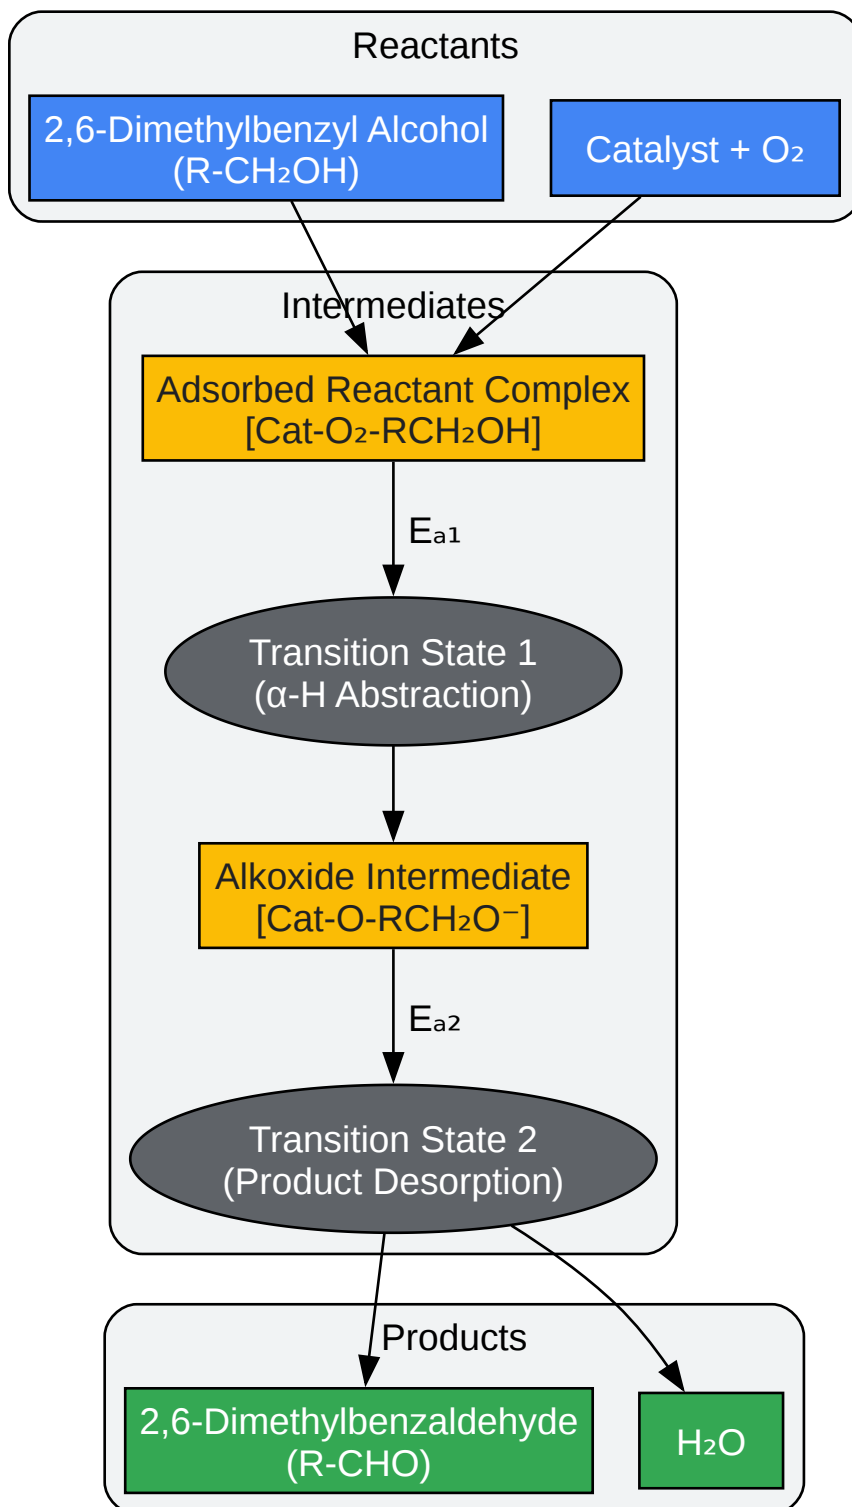 Reactants
2,6-Dimethylbenzyl Alcohol
(R-CH₂OH)
Catalyst + O₂
Intermediates
Adsorbed Reactant Complex
[Cat-O₂-RCH₂OH]
Eₐ₁
Transition State 1
(α-H Abstraction)
Alkoxide Intermediate
[Cat-O-RCH₂O⁻]
Eₐ₂
Transition State 2
(Product Desorption)
Products
2,6-Dimethylbenzaldehyde
(R-CHO)
H₂O